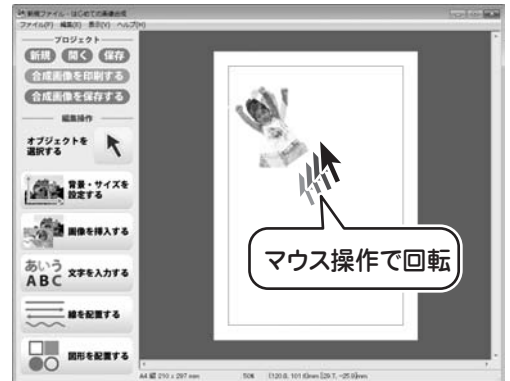 新規ファイル - はじめての画像合成
ファイル(F) 編集(E) 表示(V) ヘルプ(H)
プロジェクト
新規 開く 保存
合成画像を印刷する
合成画像を保存する
編集操作
オブジェクトを
選択する
背景・サイズを
設定する
画像を挿入する
あいう
ABC
文字を入力する
線を配置する
図形を配置する
マウス操作で回転
A4 縦 210 x 297 mm 50%